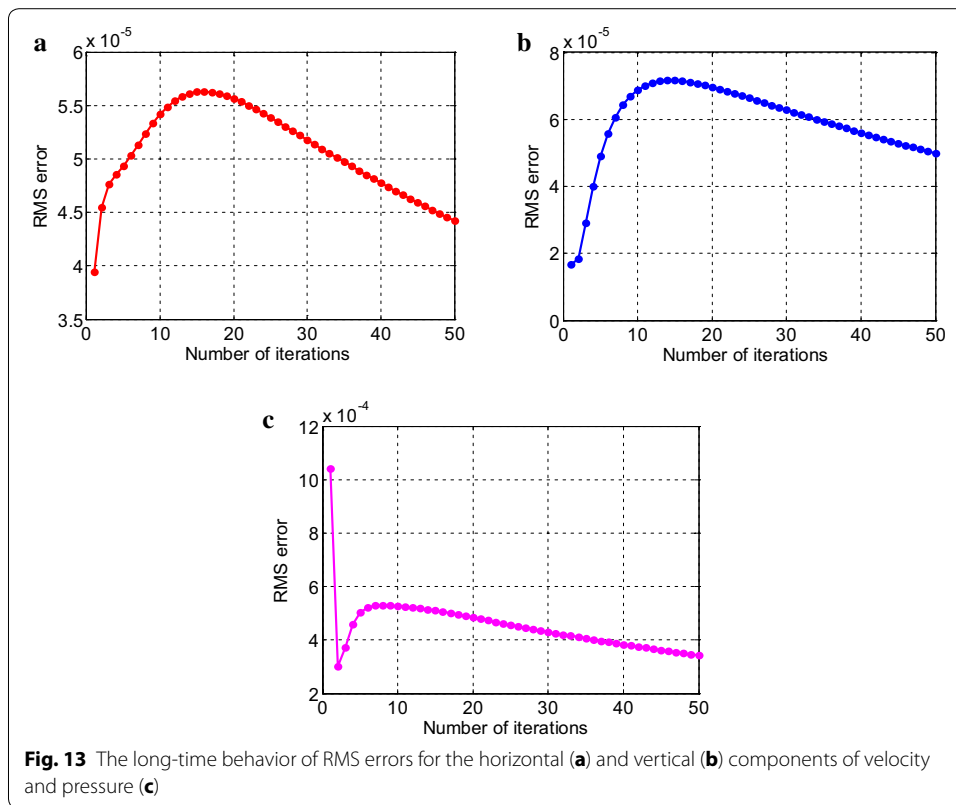 a
x 10-5
6
5.5
5
4.5
4
3.5
RMS error
0 10 20 30 40 50
Number of iterations
b
x 10-5
8
6
4
2
0
RMS error
0 10 20 30 40 50
Number of iterations
c
x 10-4
12
10
8
6
4
2
RMS error
0 10 20 30 40 50
Number of iterations
Fig. 13 The long-time behavior of RMS errors for the horizontal (a) and vertical (b) components of velocity
and pressure (c)